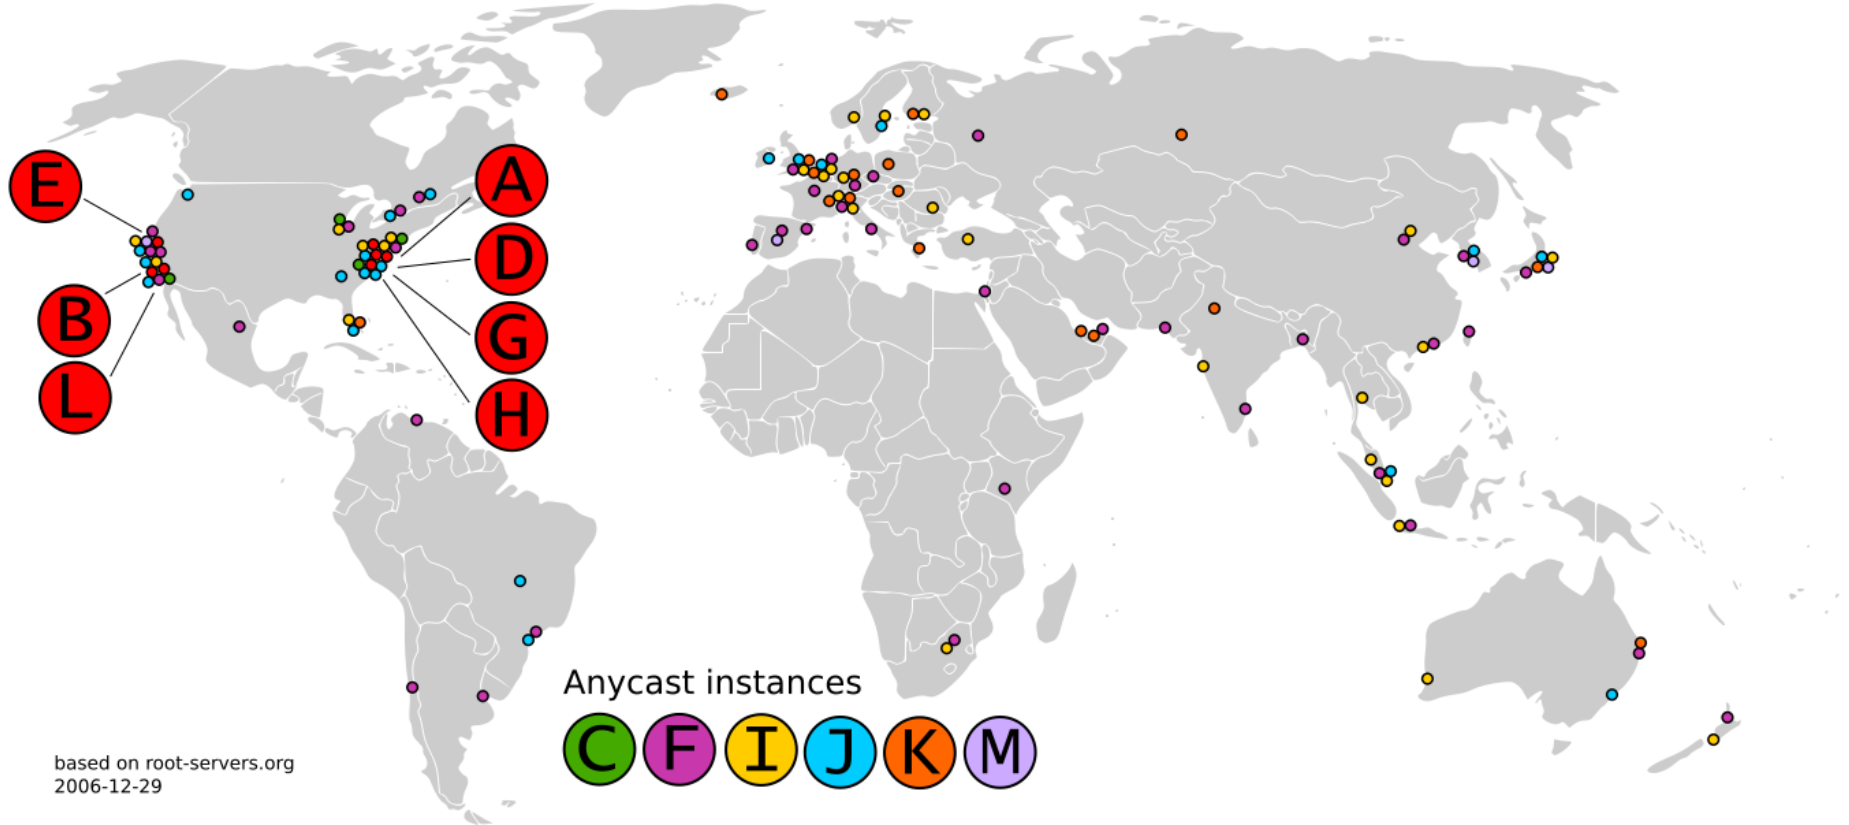 E
B
L
A
D
G
H
Anycast instances
C F I J K M
based on root-servers.org
2006-12-29